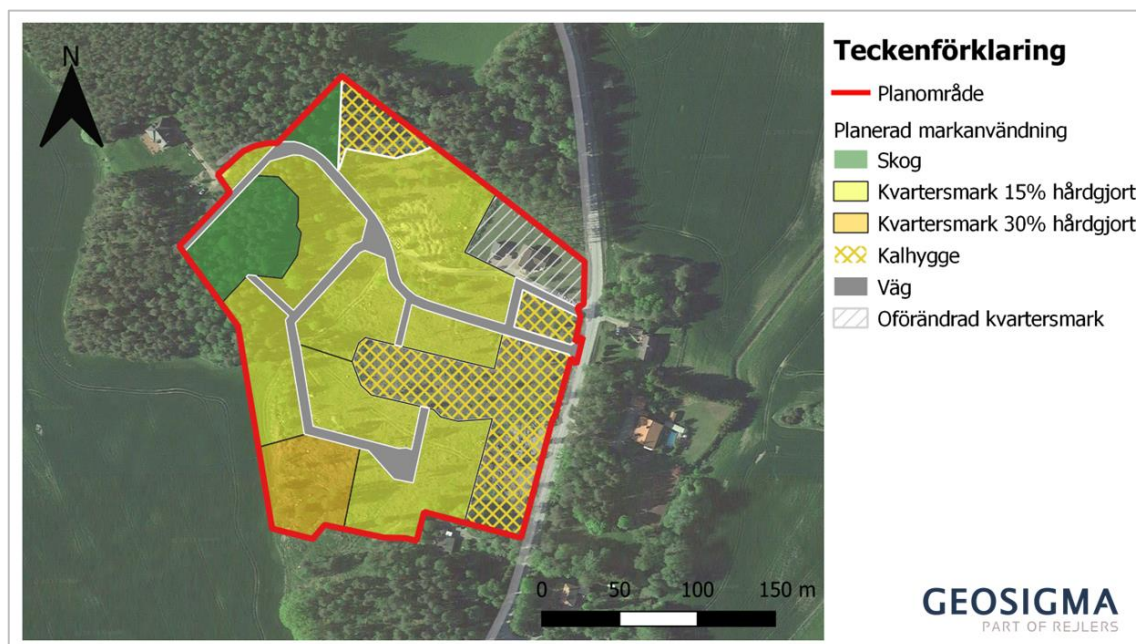 N
Teckenförklaring
Planområde
Planerad markanvändning
Skog
Kvartersmark 15% hårdgjort
Kvartersmark 30% hårdgjort
Kalhygge
Väg
Oförändrad kvartersmark
0 50 100 150 m
GEOSIGMA
PART OF REJLERS